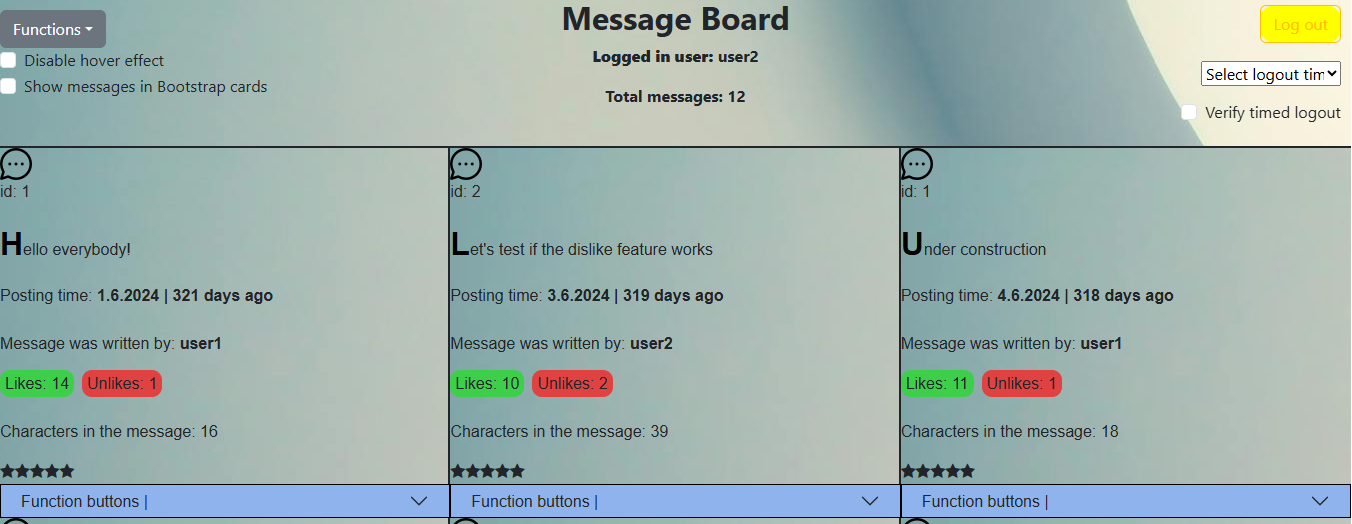 Message Board
Functions
Log out
Disable hover effect
Logged in user: user2
Select logout tim
Show messages in Bootstrap cards
Total messages: 12
Verify timed logout
id: 1
Hello everybody!
Posting time: 1.6.2024 | 321 days ago
Message was written by: user1
Likes: 14 Unlikes: 1
Characters in the message: 16
Function buttons |
id: 2
Let's test if the dislike feature works
Posting time: 3.6.2024 | 319 days ago
Message was written by: user2
Likes: 10 Unlikes: 2
Characters in the message: 39
Function buttons |
id: 1
Under construction
Posting time: 4.6.2024 | 318 days ago
Message was written by: user1
Likes: 11 Unlikes: 1
Characters in the message: 18
Function buttons |